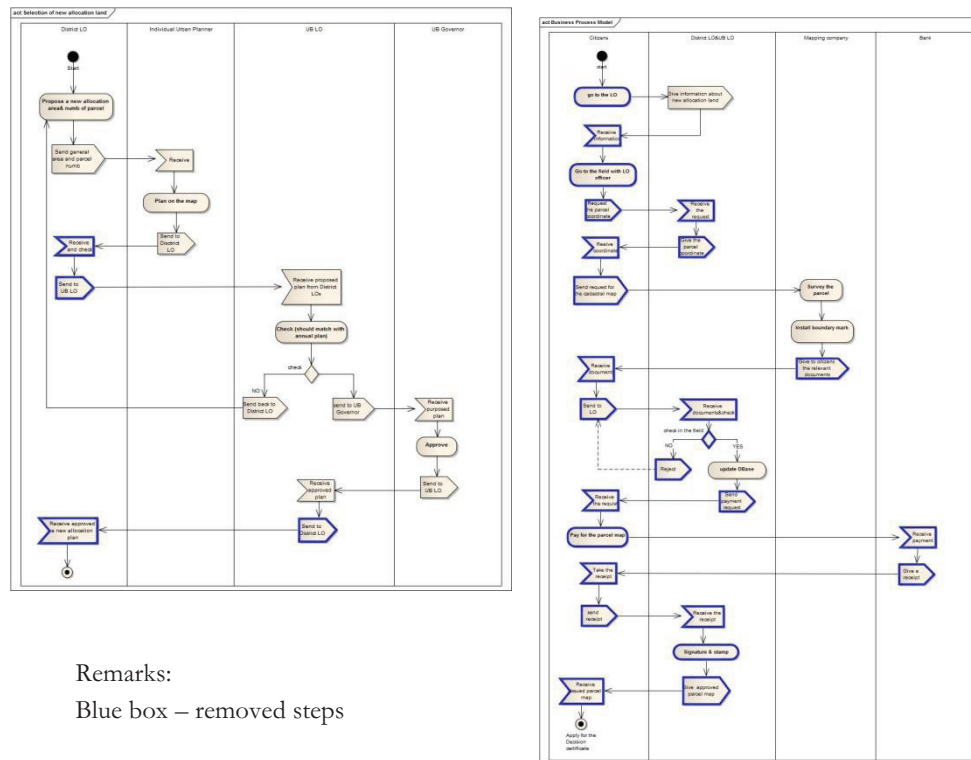 act Selection of new allocation land
District LO
Individual Urban Planner
UB LO
UB Governor
Start
Propose a new allocation
area& numb of parcel
Send general
area and parcel
numb
Receive
Plan on the map
Send to
Disctrict
LO
Receive
and check
Send to
UB LO
Receive proposed
plan from District
LOs
Check (should match with
annual plan)
check
NO
Send back to
District LO
send to UB
Governor
Receive
purposed
plan
Approve
Send to
UB LO
Receive
approved
plan
Send to
District LO
Receive approved
a new allocation
plan
Remarks:
Blue box – removed steps
act Business Process Model
Citizens
District LO&UB LO
Mapping company
Bank
start
go to the LO
Give information about
new allocation land
Receive
information
Go to the field with LO
officer
Request
the parcel
coordinate
Receive
the
request
Give the
parcel
coordinate
coordinate
Send request for
the cadastral map
Survey the
parcel
Install boundary mark
Give to citizens
the relevant
documents
Receive
document
Send to
LO
Receive
documents&check
check in the field
NO
YES
Reject
update DBase
Send
payment
request
Receive
Pay for the parcel map
Receive
payment
Give a
receipt
Take the
receipt
send
receipt
Receive the
receipt
Signature & stamp
Give approved
parcel map
Receive
issued parcel
map
Apply for the
Decision
certificate